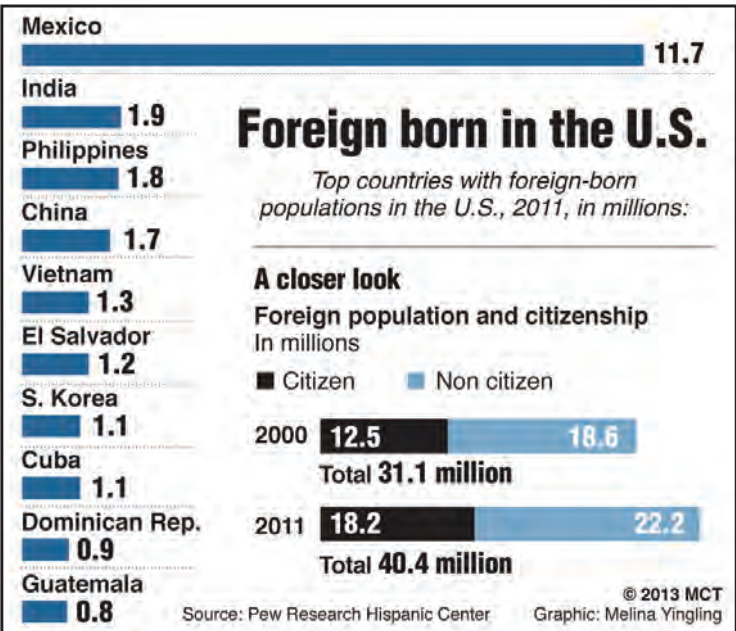 Mexico
11.7
India
1.9
Philippines
1.8
China
1.7
Vietnam
1.3
El Salvador
1.2
S. Korea
1.1
Cuba
1.1
Dominican Rep.
0.9
Guatemala
0.8
Foreign born in the U.S.
Top countries with foreign-born
populations in the U.S., 2011, in millions:
A closer look
Foreign population and citizenship
In millions
Citizen Non citizen
2000 12.5 18.6
Total 31.1 million
2011 18.2 22.2
Total 40.4 million
© 2013 MCT
Source: Pew Research Hispanic Center Graphic: Melina Yingling